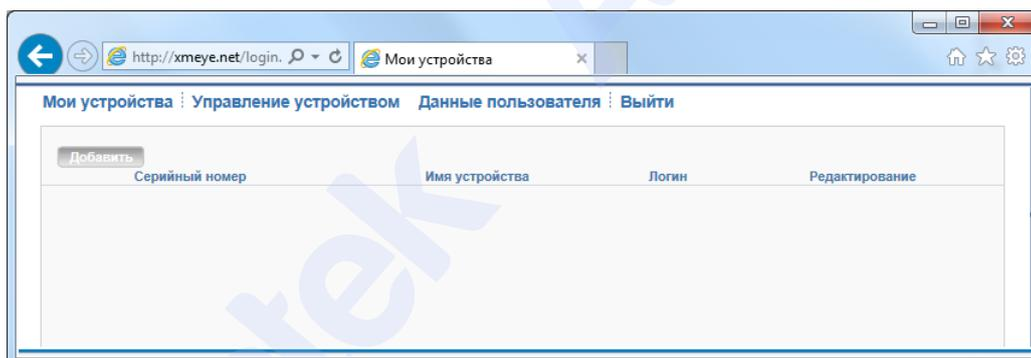 http://xmeye.net/login. Мои устройства
Мои устройства Управление устройством Данные пользователя Выйти
Добавить
Серийный номер Имя устройства Логин Редактирование